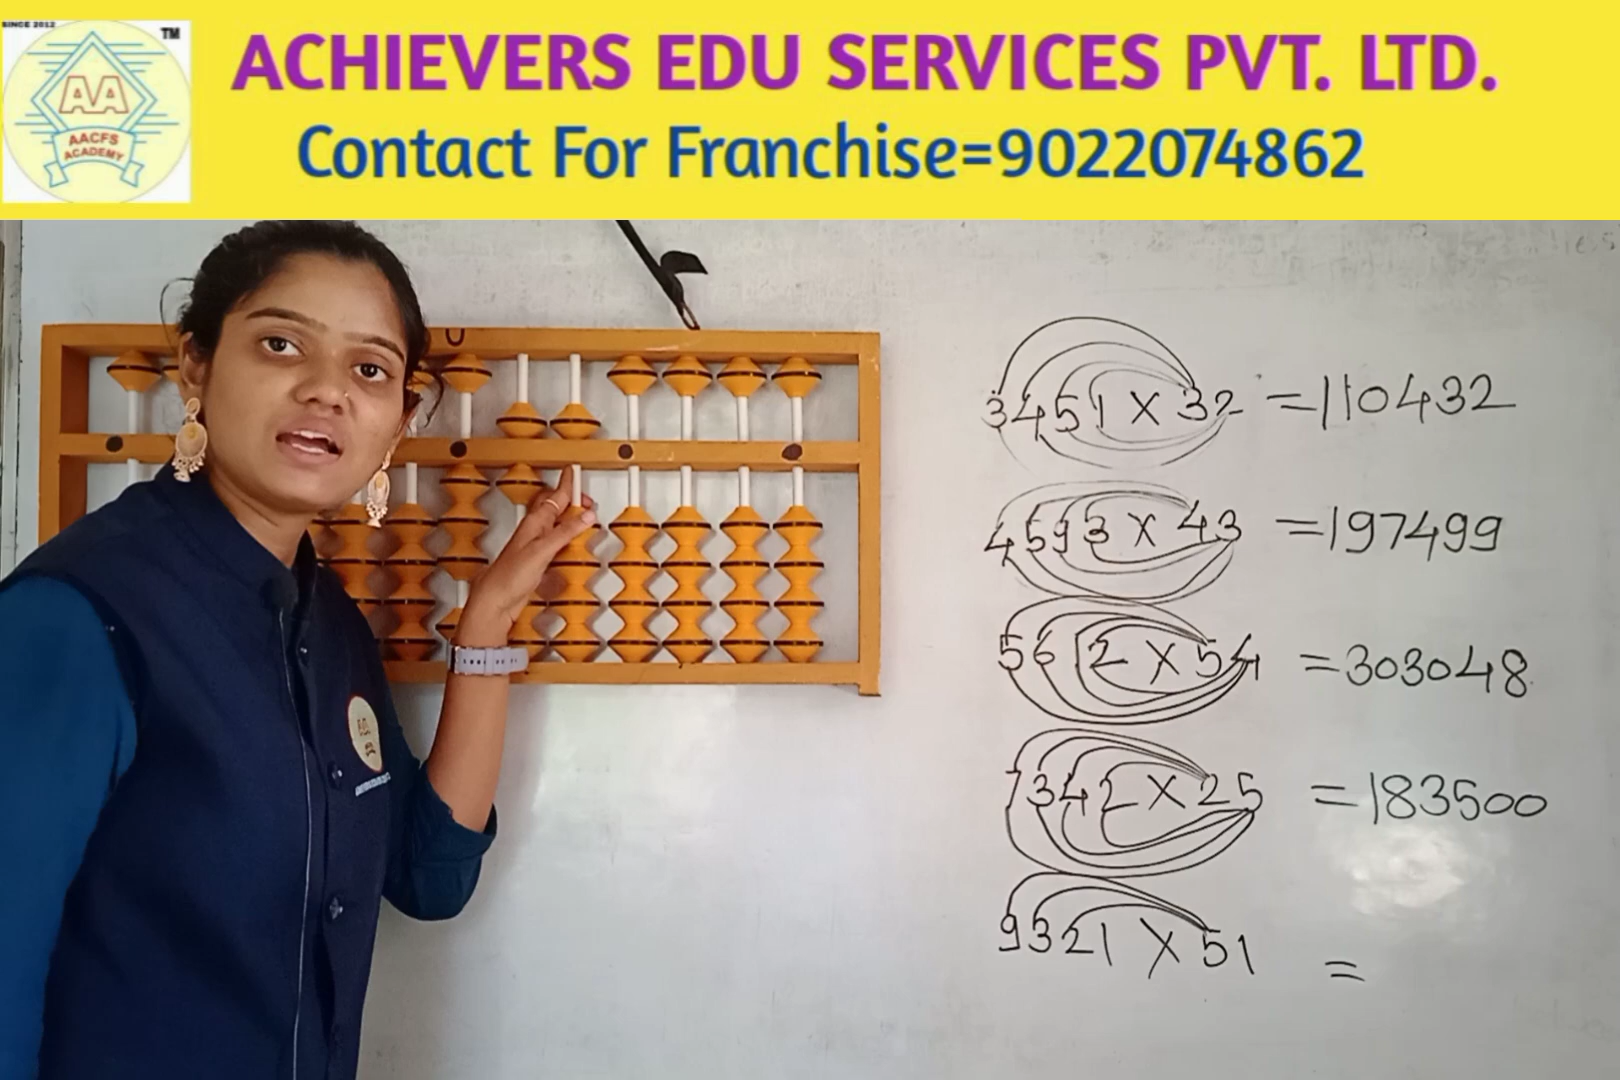 SINCE 2012
TM
AA
AACFS
ACADEMY
ACHIEVERS EDU SERVICES PVT. LTD.
Contact For Franchise=9022074862
3451 X 32 =110432
4593 X 43 =197499
5612 X 54 =303048
7342 X 25 =183500
9321 X 51 =